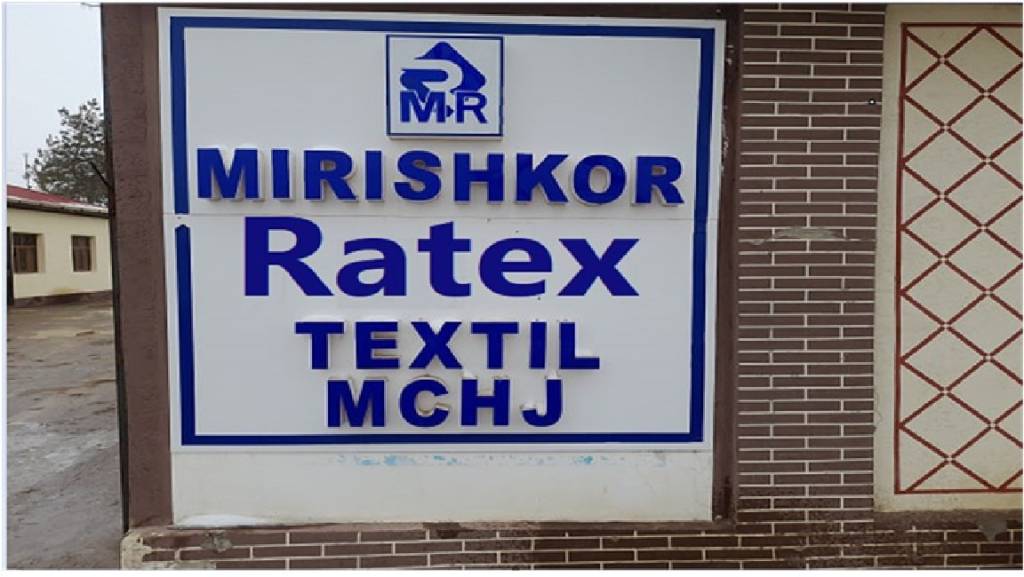 MR
MIRISHKOR
Ratex
TEXTIL
MCHJ